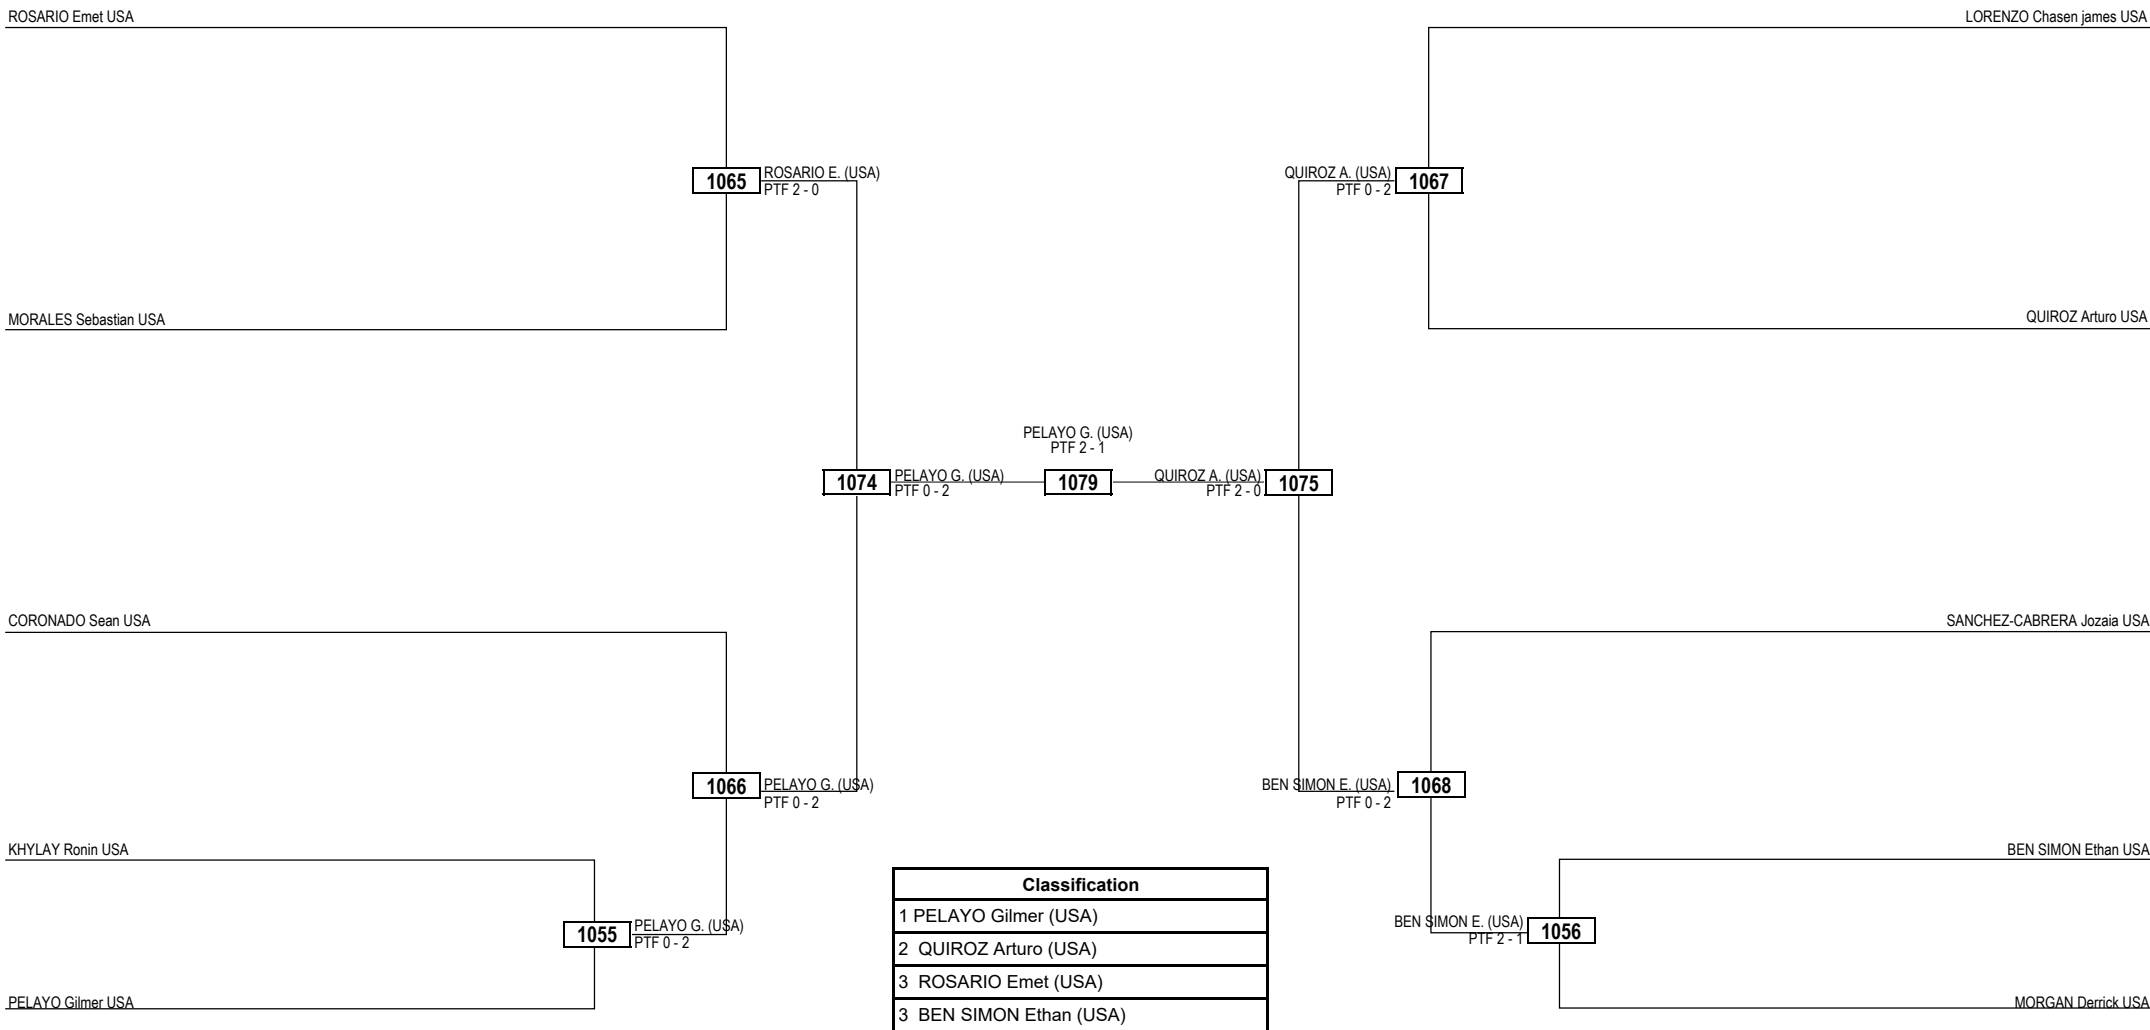 ROSARIO Emet USA
LORENZO Chasen james USA
1065
ROSARIO E. (USA)
PTF 2 - 0
QUIROZ A. (USA)
PTF 0 - 2
1067
MORALES Sebastian USA
QUIROZ Arturo USA
PELAYO G. (USA)
PTF 2 - 1
1074
PELAYO G. (USA)
PTF 0 - 2
1079
QUIROZ A. (USA)
PTF 2 - 0
1075
CORONADO Sean USA
SANCHEZ-CABRERA Jozaia USA
1066
PELAYO G. (USA)
PTF 0 - 2
BEN SIMON E. (USA)
PTF 0 - 2
1068
KHYLAY Ronin USA
BEN SIMON Ethan USA
1055
PELAYO G. (USA)
PTF 0 - 2
BEN SIMON E. (USA)
PTF 2 - 1
1056
PELAYO Gilmer USA
MORGAN Derrick USA
Classification
1 PELAYO Gilmer (USA)
2 QUIROZ Arturo (USA)
3 ROSARIO Emet (USA)
3 BEN SIMON Ethan (USA)